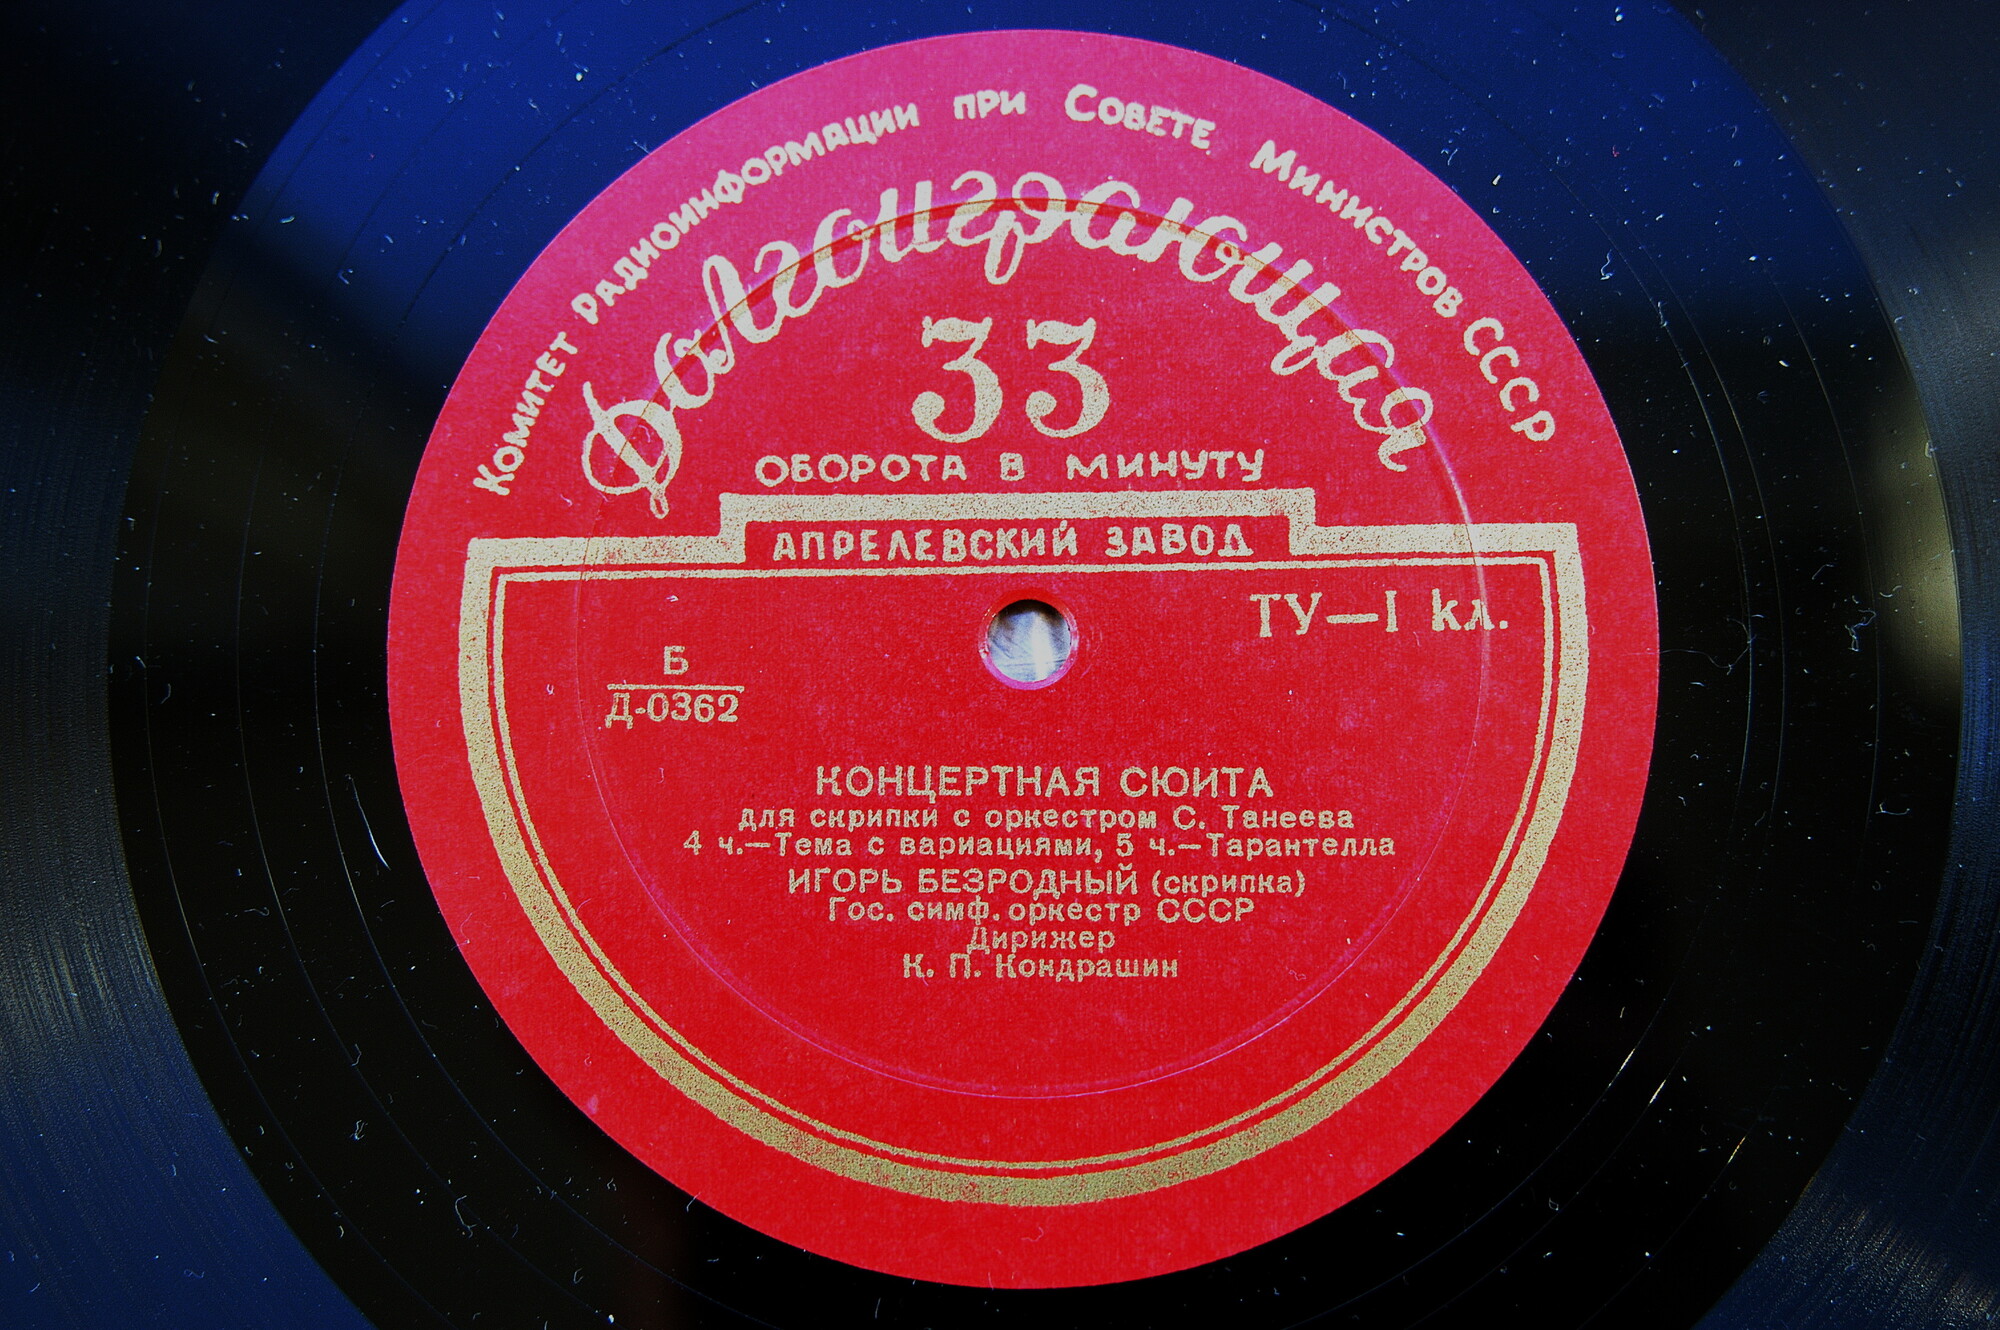 Комитет Радиоинформации при Совете Министров СССР
Долгоиграющая
33
ОБОРОТА В МИНУТУ
АПРЕЛЕВСКИЙ ЗАВОД
ТУ—I кл.
Б
Д-0362
КОНЦЕРТНАЯ СЮИТА
для скрипки с оркестром С. Танеева
4 ч.—Тема с вариациями, 5 ч.—Тарантелла
ИГОРЬ БЕЗРОДНЫЙ (скрипка)
Гос. симф. оркестр СССР
Дирижер
К. П. Кондрашин